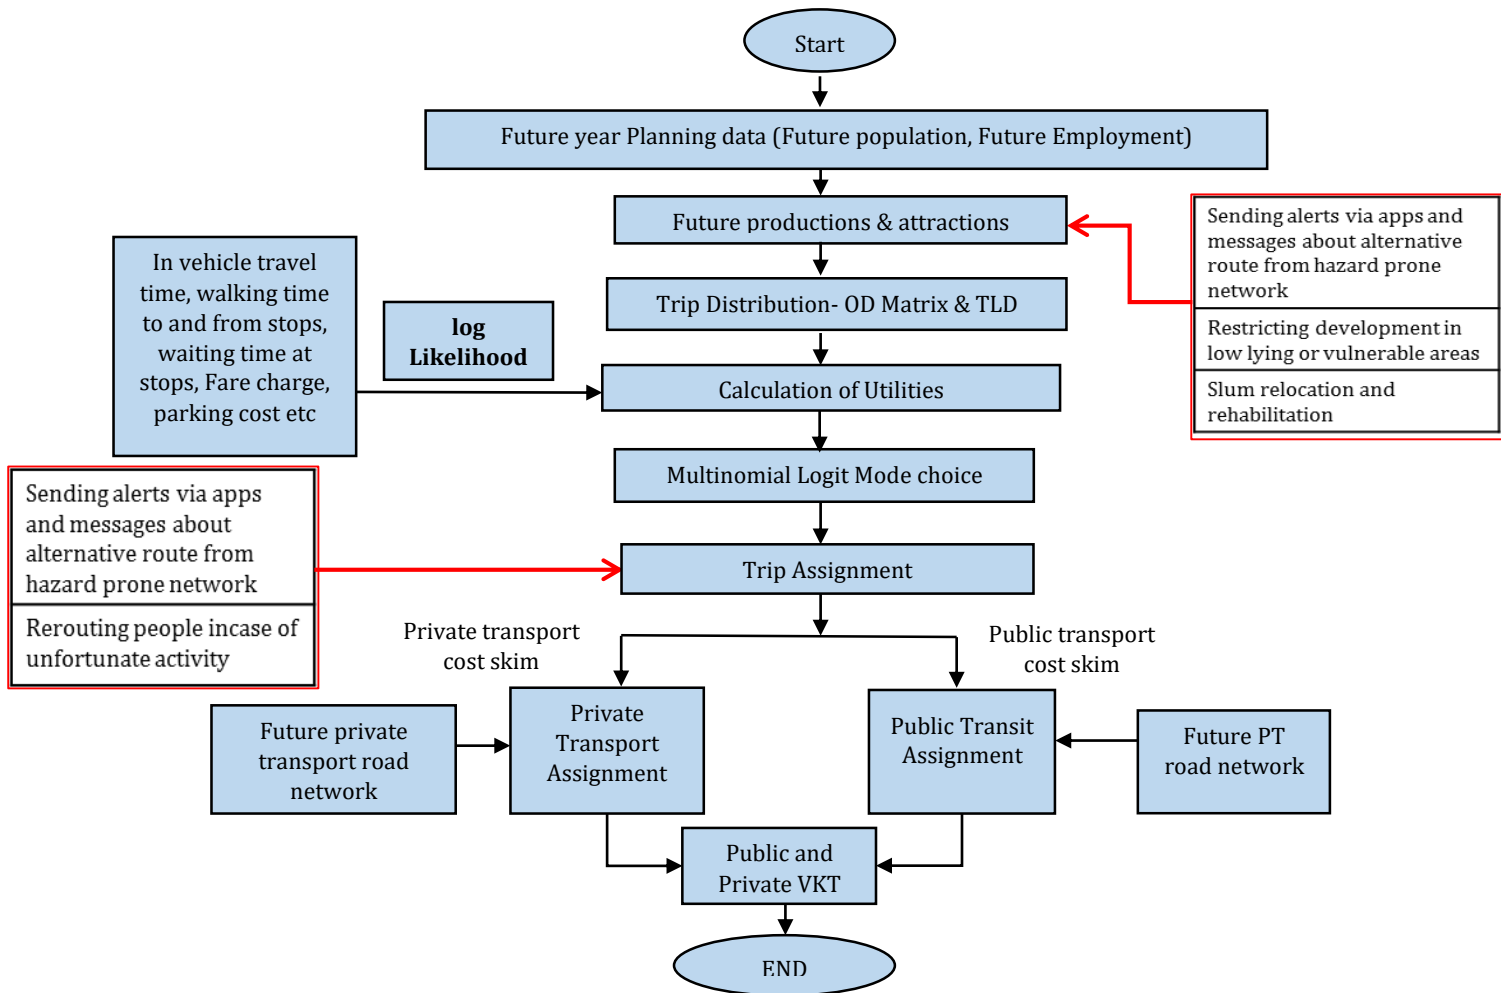 Start
Future year Planning data (Future population, Future Employment)
Future productions & attractions
Sending alerts via apps and
messages about alternative
route from hazard prone
network
Restricting development in
low lying or vulnerable areas
Slum relocation and
rehabilitation
In vehicle travel
time, walking time
to and from stops,
waiting time at
stops, Fare charge,
parking cost etc
log
Likelihood
Trip Distribution- OD Matrix & TLD
Calculation of Utilities
Multinomial Logit Mode choice
Sending alerts via apps
and messages about
alternative route from
hazard prone network
Rerouting people incase of
unfortunate activity
Trip Assignment
Private transport
cost skim
Public transport
cost skim
Future private
transport road
network
Private
Transport
Assignment
Public Transit
Assignment
Future PT
road network
Public and
Private VKT
END